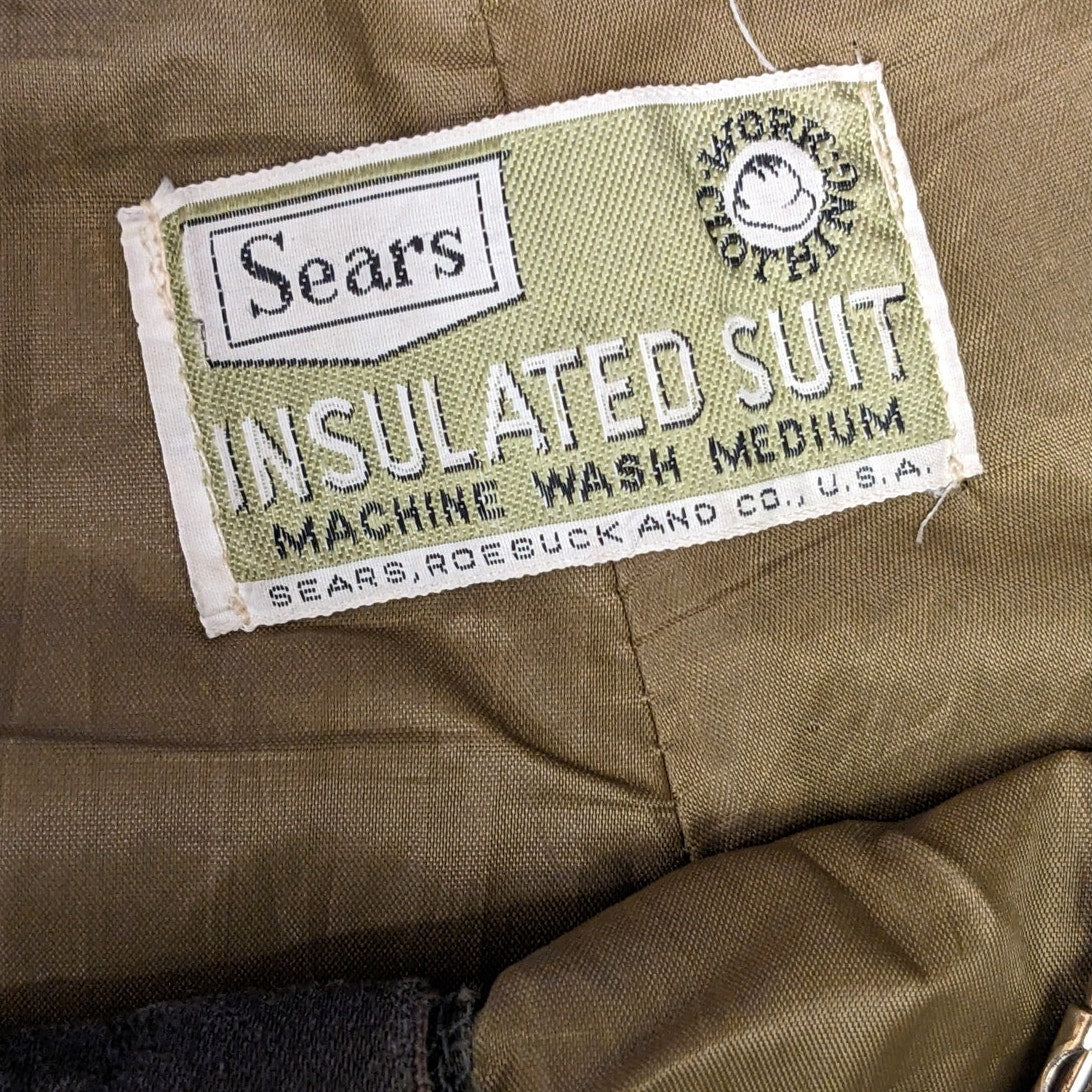 Sears
WORK·CLOTHING
INSULATED SUIT
MACHINE WASH MEDIUM
SEARS, ROEBUCK AND CO., U.S.A.